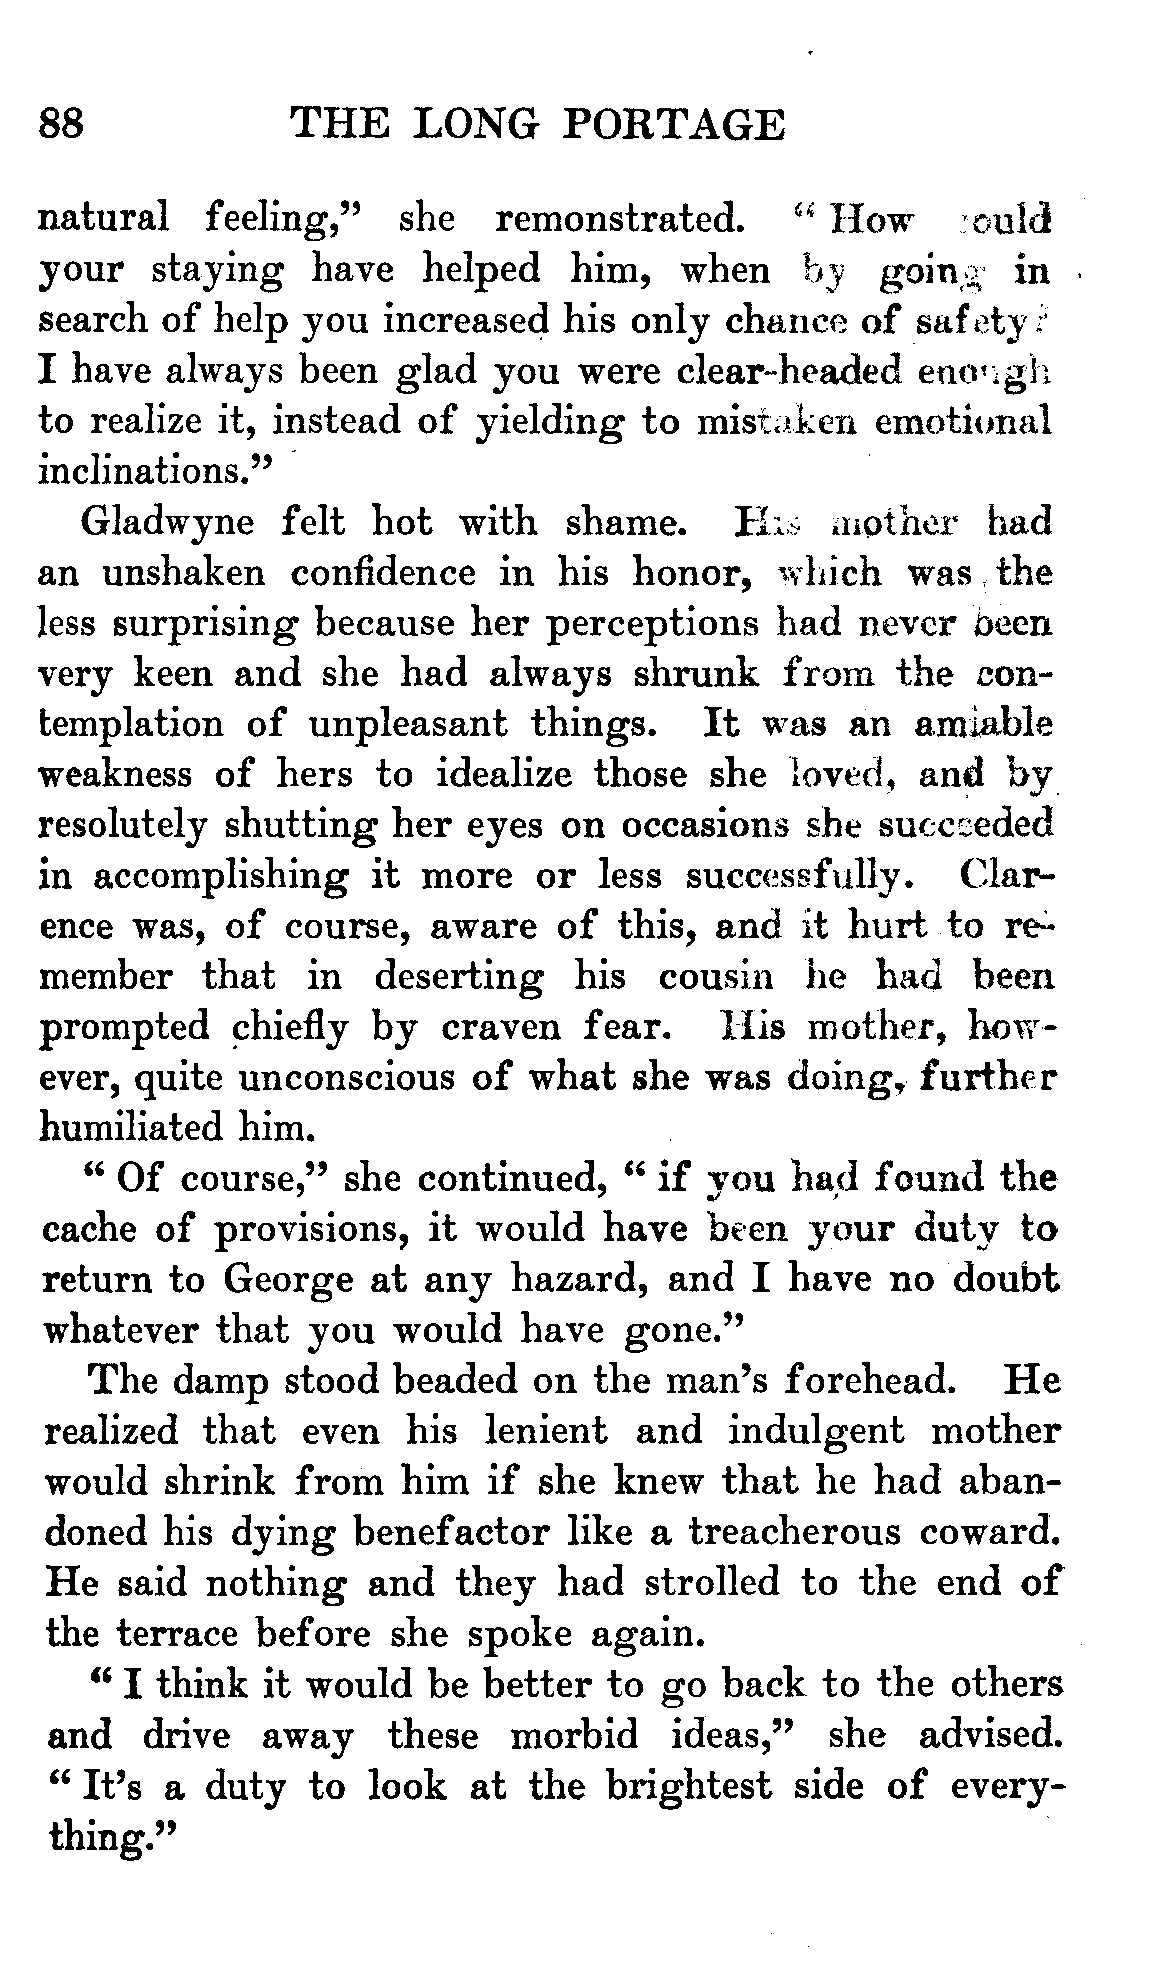 88 THE LONG PORTAGE
natural feeling,” she remonstrated. “ How could
your staying have helped him, when by going in
search of help you increased his only chance of safety?
I have always been glad you were clear-headed enough
to realize it, instead of yielding to mistaken emotional
inclinations.”
Gladwyne felt hot with shame. His mother had
an unshaken confidence in his honor, which was the
less surprising because her perceptions had never been
very keen and she had always shrunk from the con-
templation of unpleasant things. It was an amiable
weakness of hers to idealize those she loved, and by
resolutely shutting her eyes on occasions she succeeded
in accomplishing it more or less successfully. Clar-
ence was, of course, aware of this, and it hurt to re-
member that in deserting his cousin he had been
prompted chiefly by craven fear. His mother, how-
ever, quite unconscious of what she was doing, further
humiliated him.
“ Of course,” she continued, “ if you had found the
cache of provisions, it would have been your duty to
return to George at any hazard, and I have no doubt
whatever that you would have gone.”
The damp stood beaded on the man’s forehead. He
realized that even his lenient and indulgent mother
would shrink from him if she knew that he had aban-
doned his dying benefactor like a treacherous coward.
He said nothing and they had strolled to the end of
the terrace before she spoke again.
“ I think it would be better to go back to the others
and drive away these morbid ideas,” she advised.
“ It’s a duty to look at the brightest side of every-
thing.”